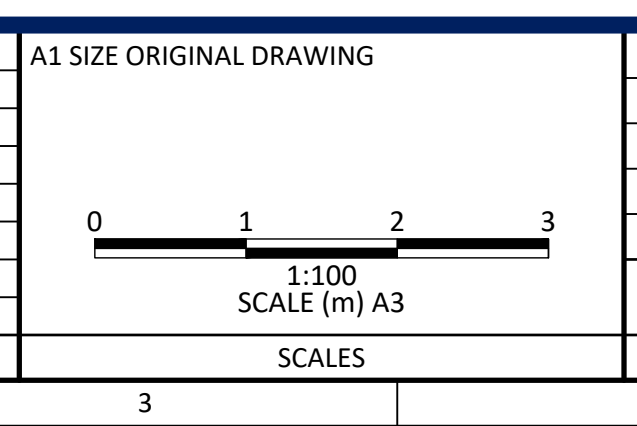 A1 SIZE ORIGINAL DRAWING
0 1 2 3
1:100
SCALE (m) A3
SCALES
3